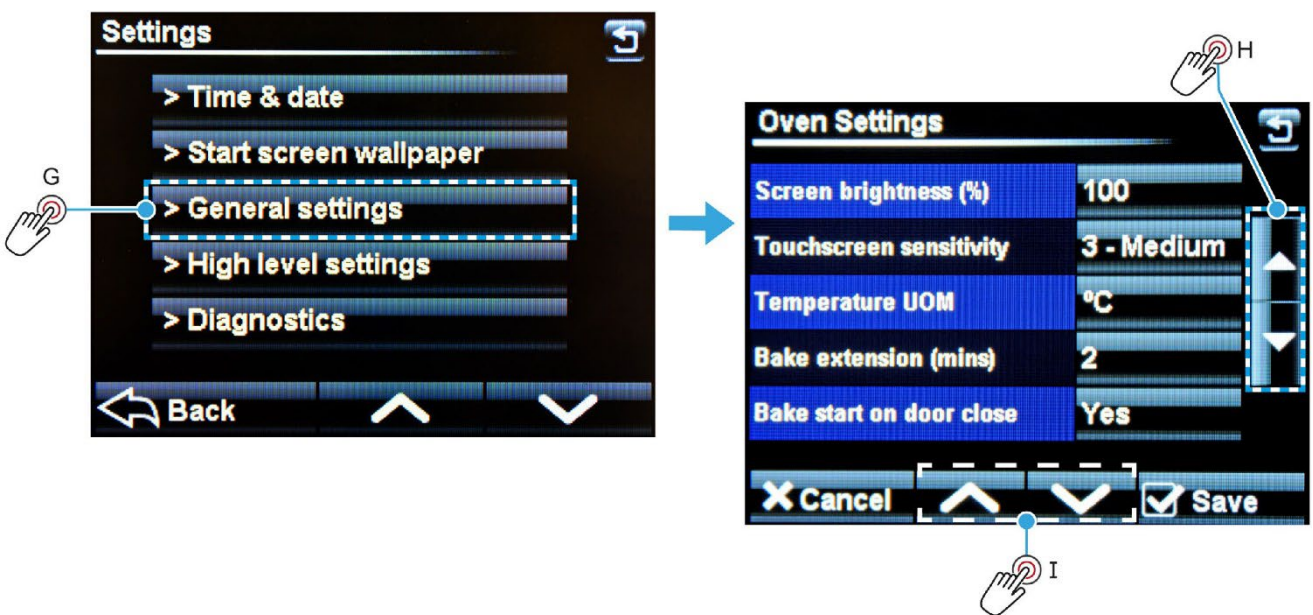 Settings
> Time & date
> Start screen wallpaper
G
> General settings
> High level settings
> Diagnostics
Back
H
Oven Settings
Screen brightness (%) 100
Touchscreen sensitivity 3 - Medium
Temperature UOM ºC
Bake extension (mins) 2
Bake start on door close Yes
Cancel Save
I